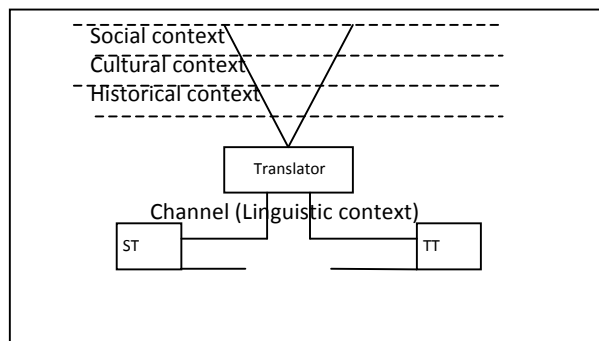 Social context
Cultural context
Historical context
Translator
Channel (Linguistic context)
ST
TT